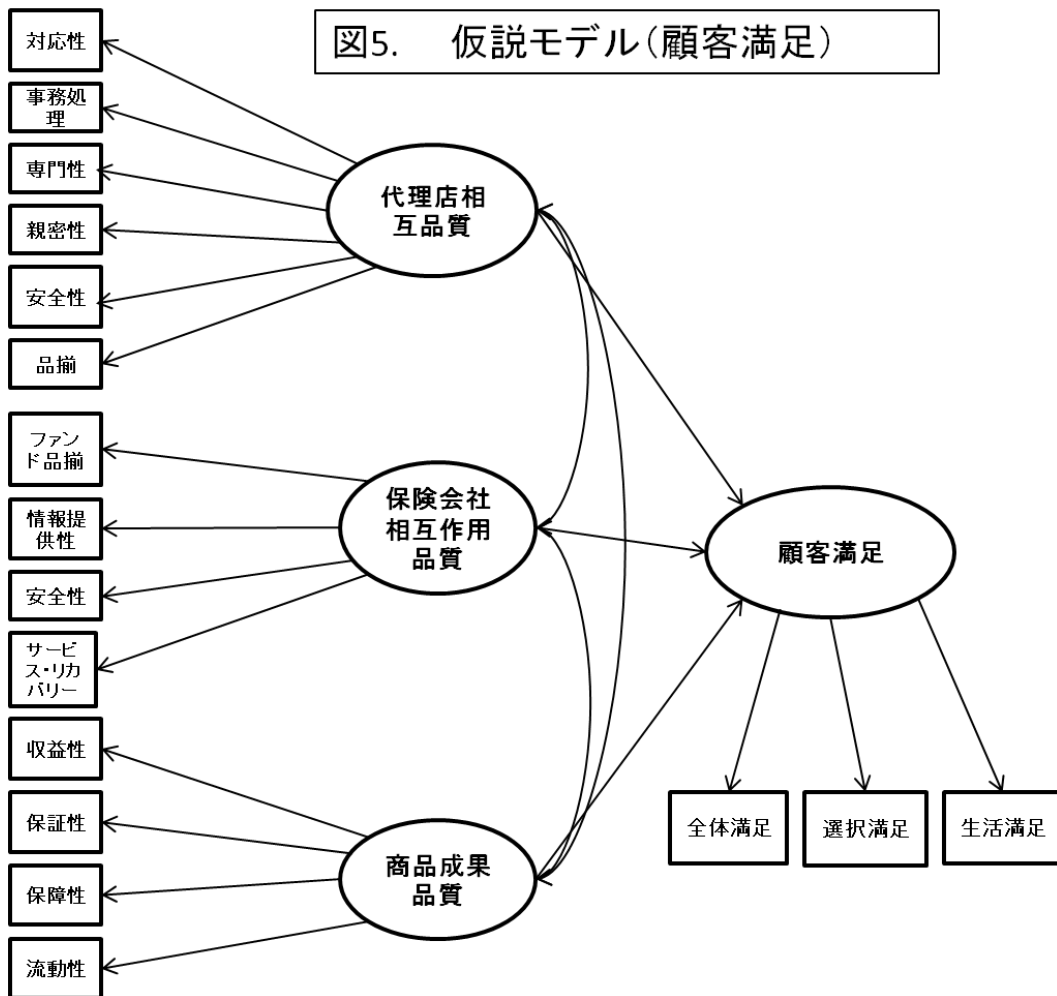 図5. 仮説モデル(顧客満足)
対応性
事務処
理
専門性
親密性
安全性
品揃
代理店相
互品質
ファン
ド品揃
情報提
供性
安全性
サービ
ス・リカ
バリー
保険会社
相互作用
品質
収益性
保証性
保障性
流動性
商品成果
品質
顧客満足
全体満足
選択満足
生活満足